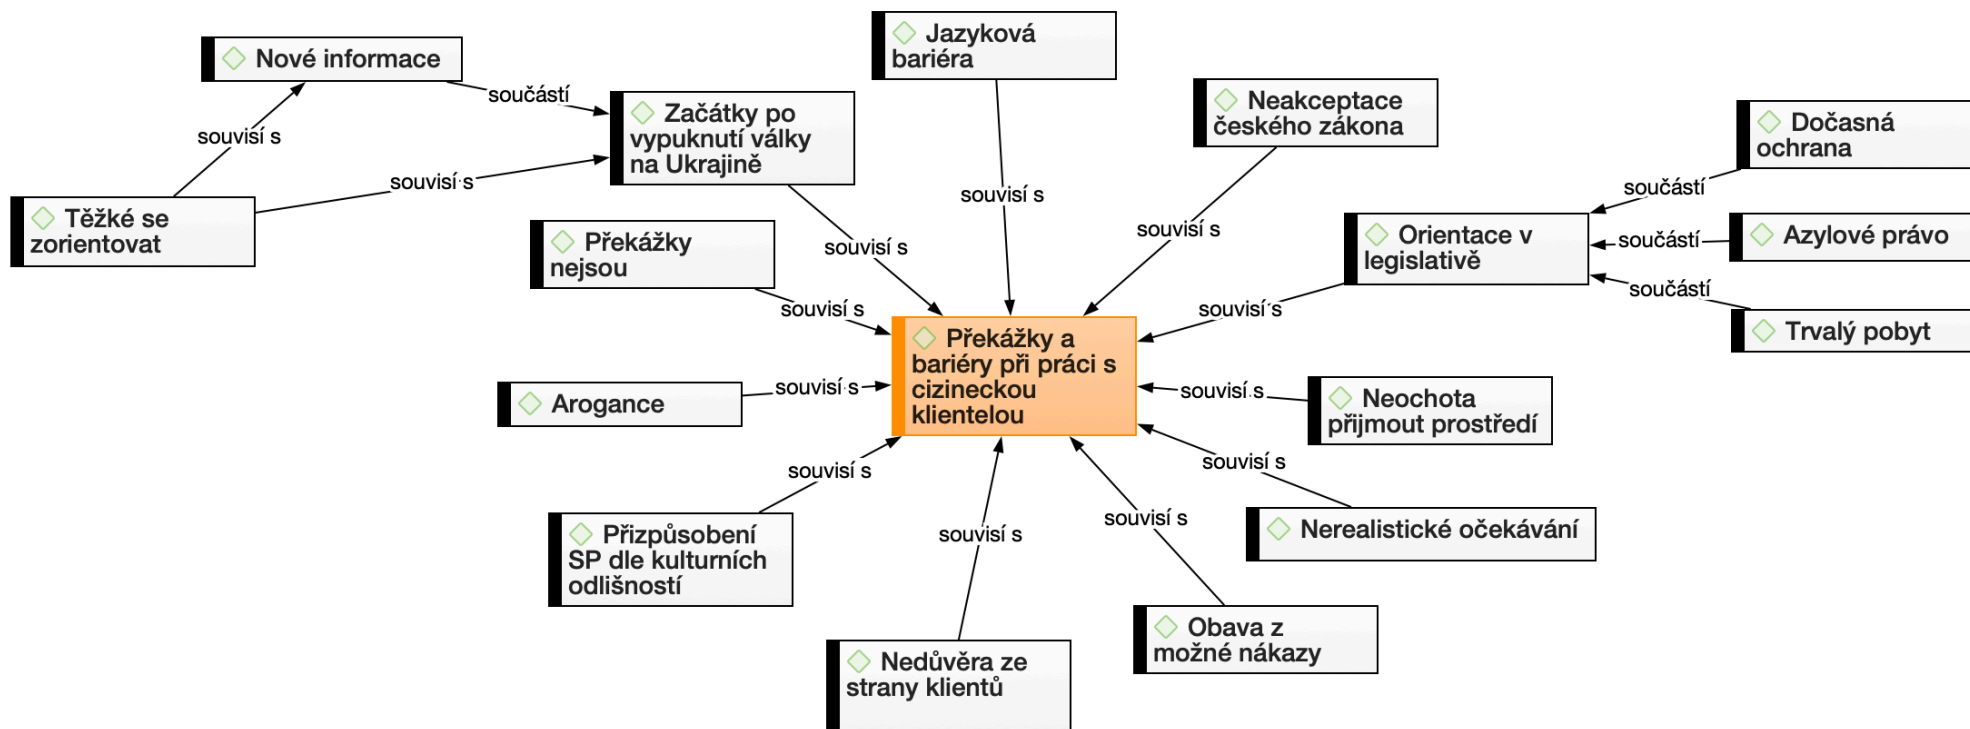 Jazyková
bariéra
Nové informace
součástí
Začátky po
vypuknutí války
na Ukrajině
Neakceptace
českého zákona
Dočasná
ochrana
souvisí s
souvisí s
souvisí s
součástí
Těžké se
zorientovat
Překážky
nejsou
souvisí s
souvisí s
Orientace v
legislativě
součástí
Azylové právo
součástí
Trvalý pobyt
souvisí s
souvisí s
Překážky a
bariéry při práci s
cizineckou
klientelou
Arogance
souvisí s
souvisí s
Neochota
přijmout prostředí
souvisí s
souvisí s
Přizpůsobení
SP dle kulturních
odlišností
souvisí s
souvisí s
Nerealistické očekávání
Obava z
možné nákazy
Nedůvěra ze
strany klientů